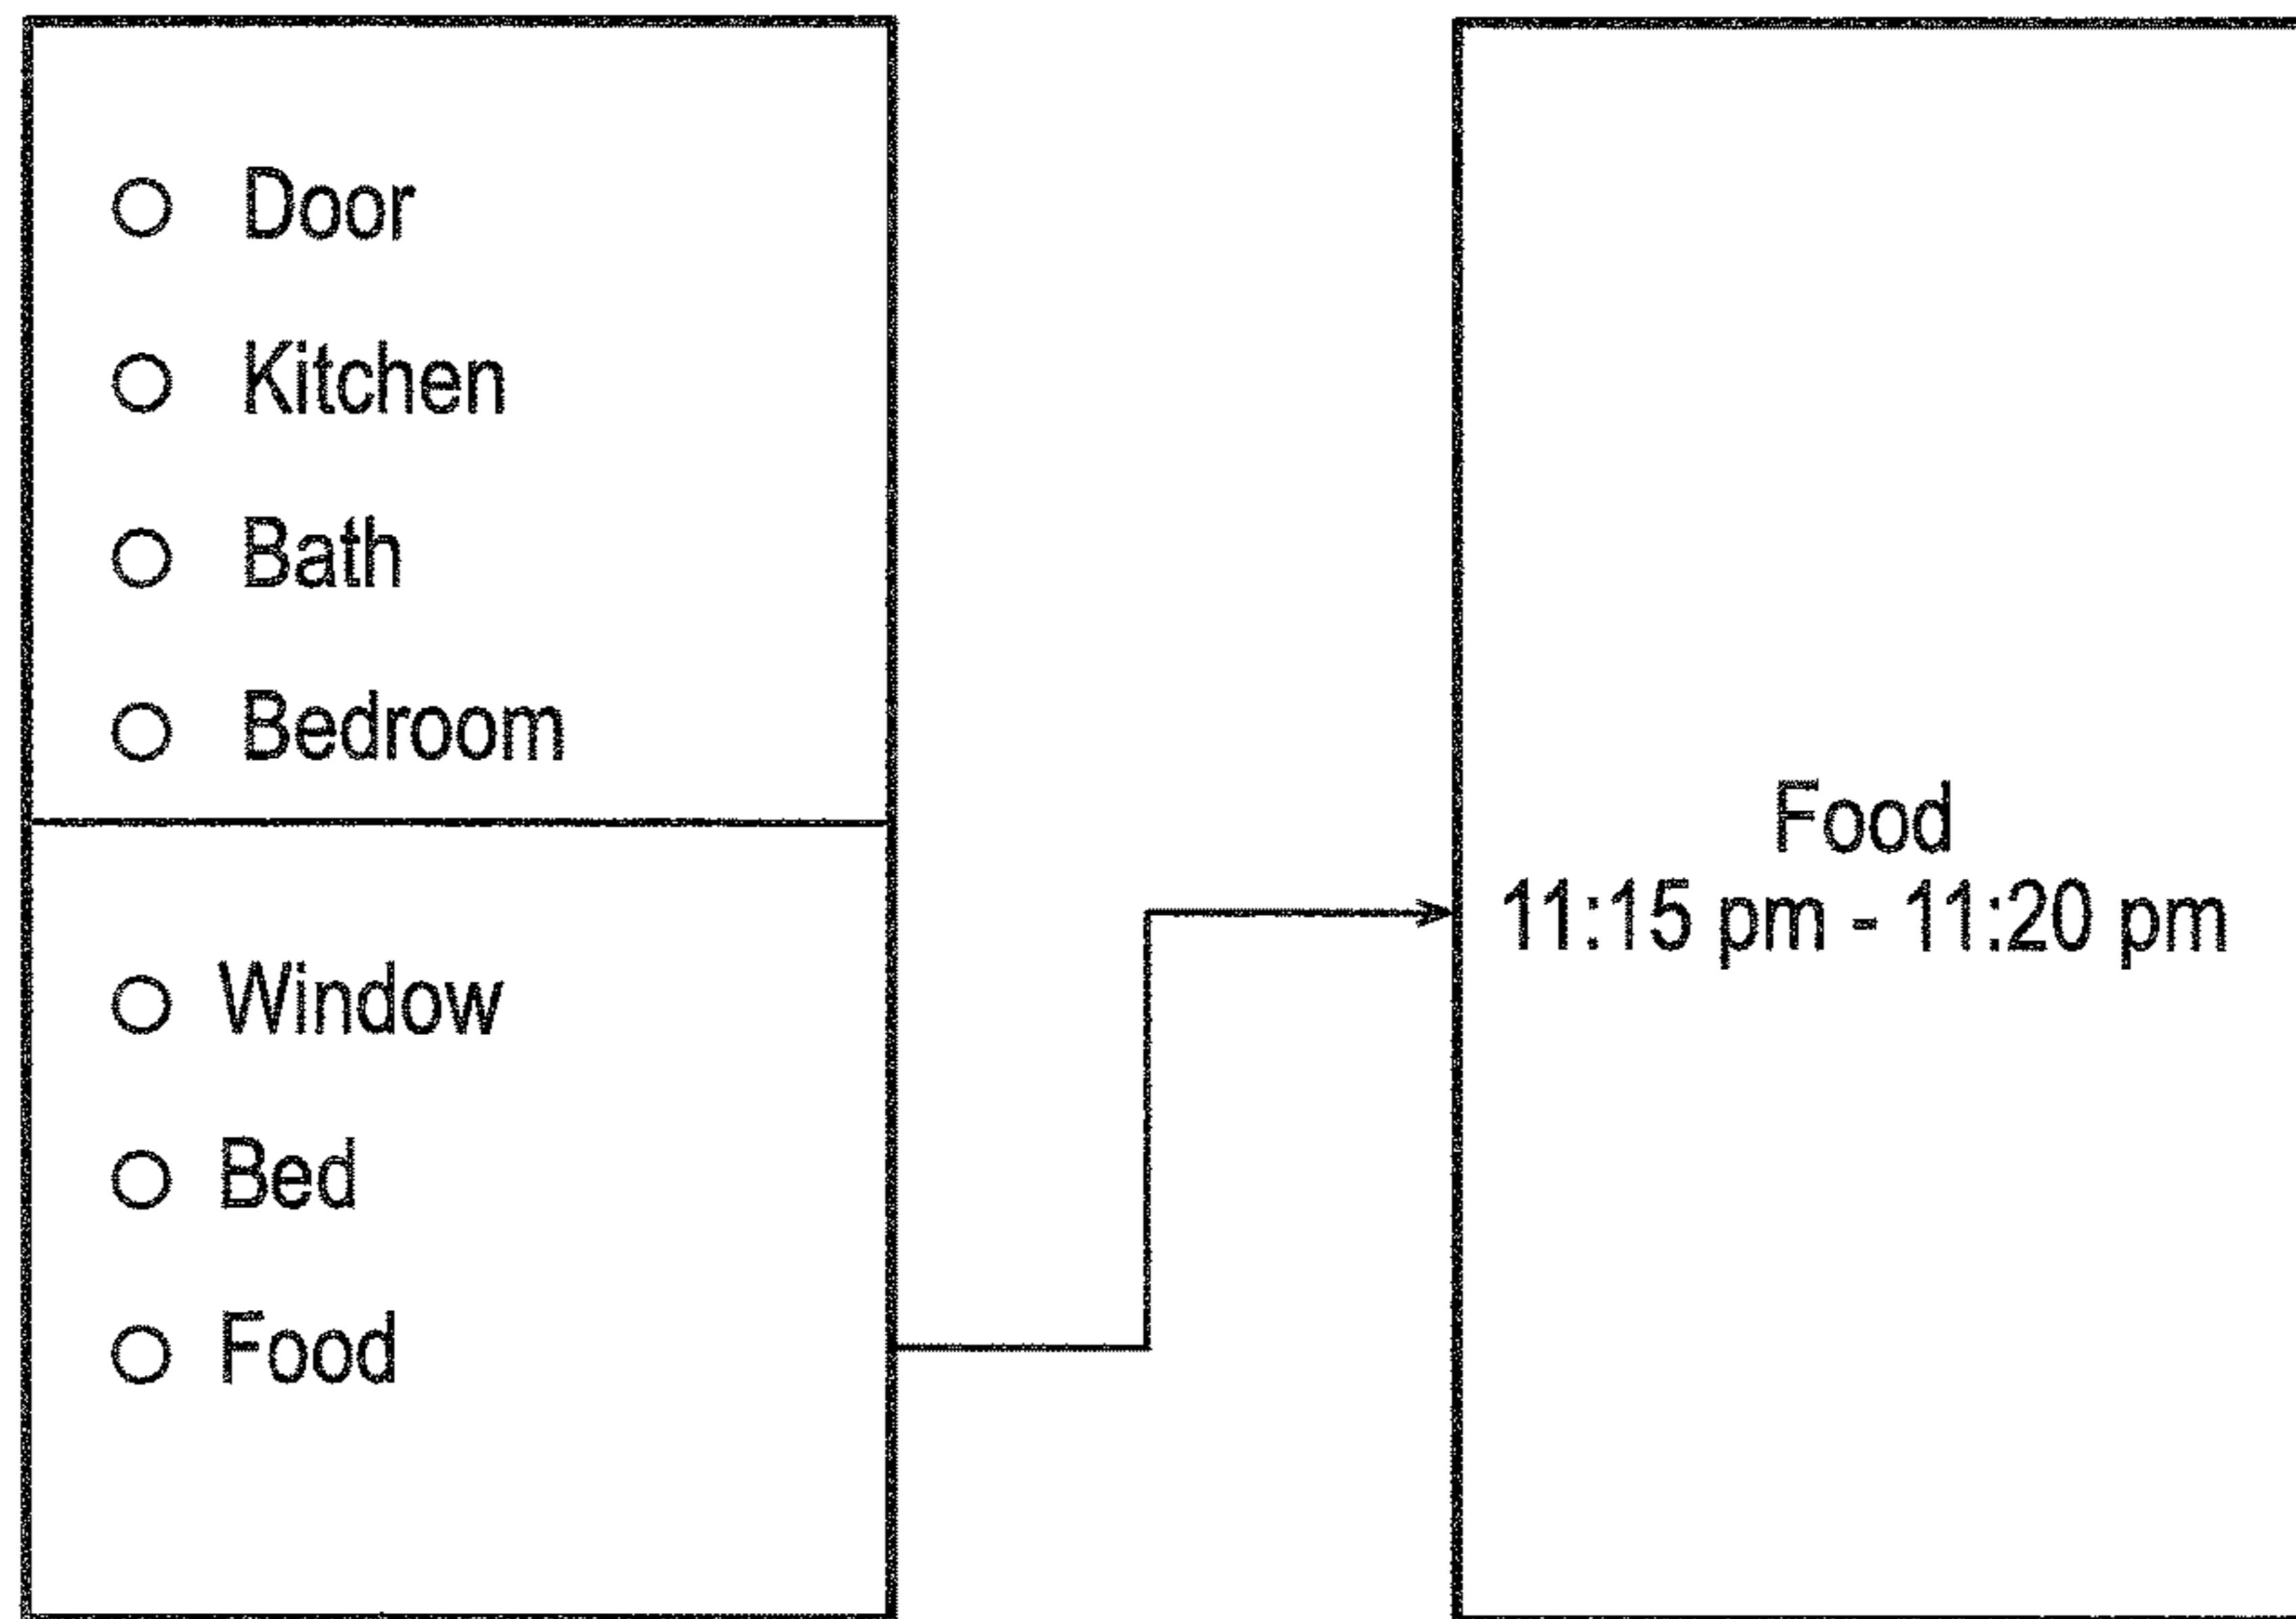 Door
Kitchen
Bath
Bedroom
Window
Bed
Food
Food
11:15 pm - 11:20 pm